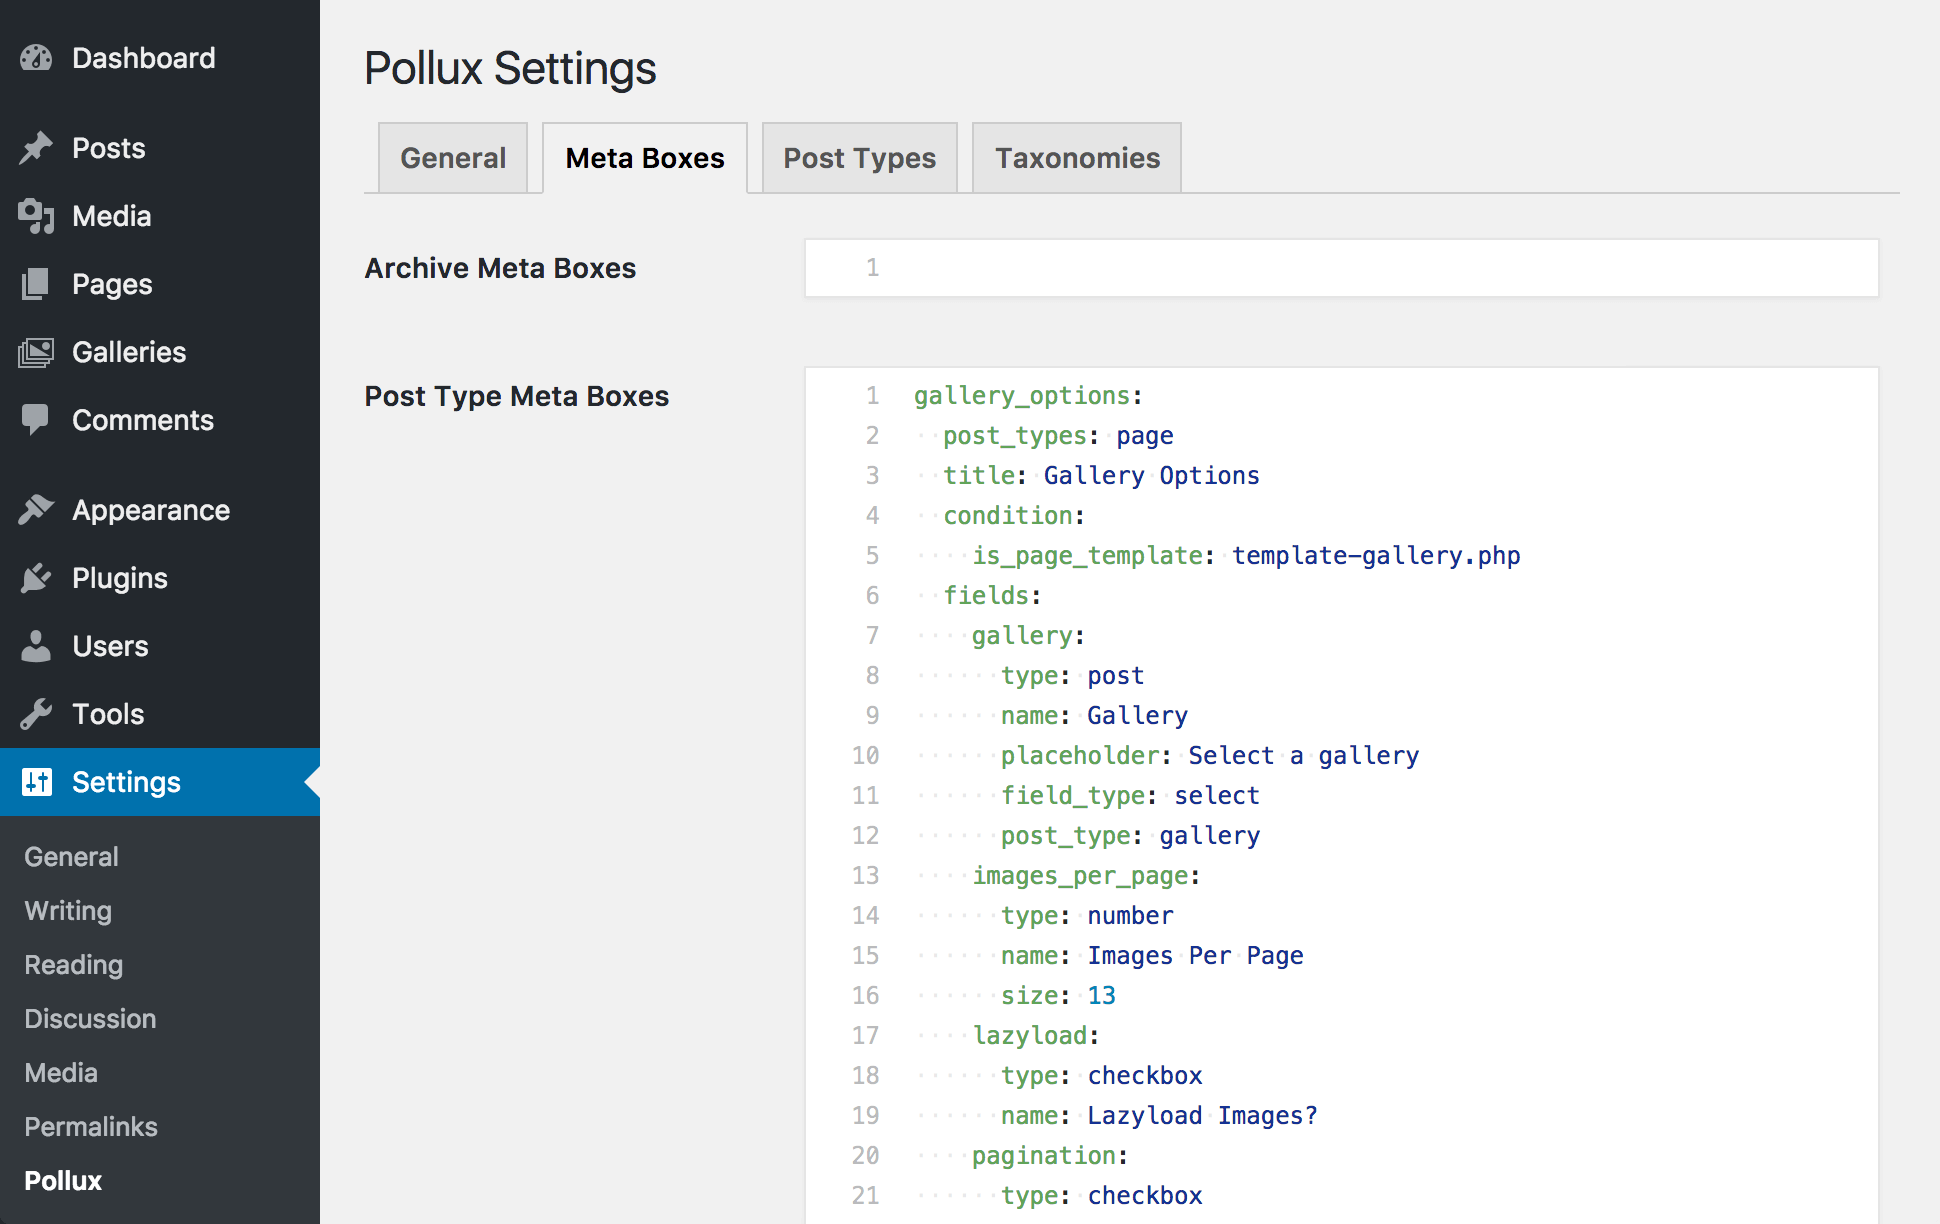 Dashboard
Posts
Media
Pages
Galleries
Comments
Appearance
Plugins
Users
Tools
Settings
General
Writing
Reading
Discussion
Media
Permalinks
Pollux
Pollux Settings
General Meta Boxes Post Types Taxonomies
Archive Meta Boxes
1
Post Type Meta Boxes
1 gallery_options:
2   post_types: page
3   title: Gallery Options
4   condition:
5     is_page_template: template-gallery.php
6   fields:
7     gallery:
8       type: post
9       name: Gallery
10       placeholder: Select a gallery
11       field_type: select
12       post_type: gallery
13     images_per_page:
14       type: number
15       name: Images Per Page
16       size: 13
17     lazyload:
18       type: checkbox
19       name: Lazyload Images?
20     pagination:
21       type: checkbox